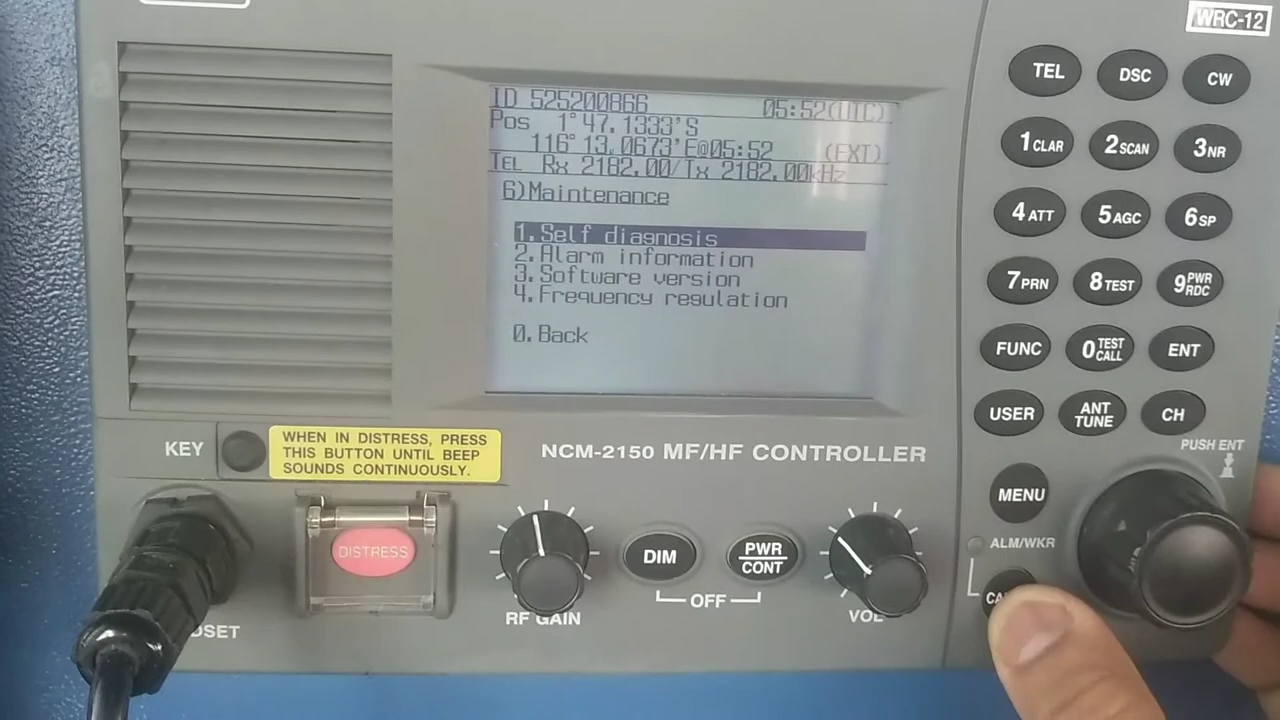 WRC-12
ID 525200866 05:52(UTC)
Pos 1°47.1333'S
116°13.0673'E@05:52 (EXT)
TEL Rx 2182.00/Tx 2182.00kHz
6)Maintenance
1.Self diagnosis
2.Alarm information
3.Software version
4.Frequency regulation
0.Back
TEL DSC CW
1CLAR 2SCAN 3NR
4ATT 5AGC 6SP
7PRN 8TEST 9PWR RDC
FUNC 0TEST CALL ENT
USER ANT TUNE CH
KEY
WHEN IN DISTRESS, PRESS
THIS BUTTON UNTIL BEEP
SOUNDS CONTINUOUSLY.
NCM-2150 MF/HF CONTROLLER
PUSH ENT
MENU
DISTRESS
DIM
PWR
CONT
ALM/WKR
OFF
RF GAIN
VOL